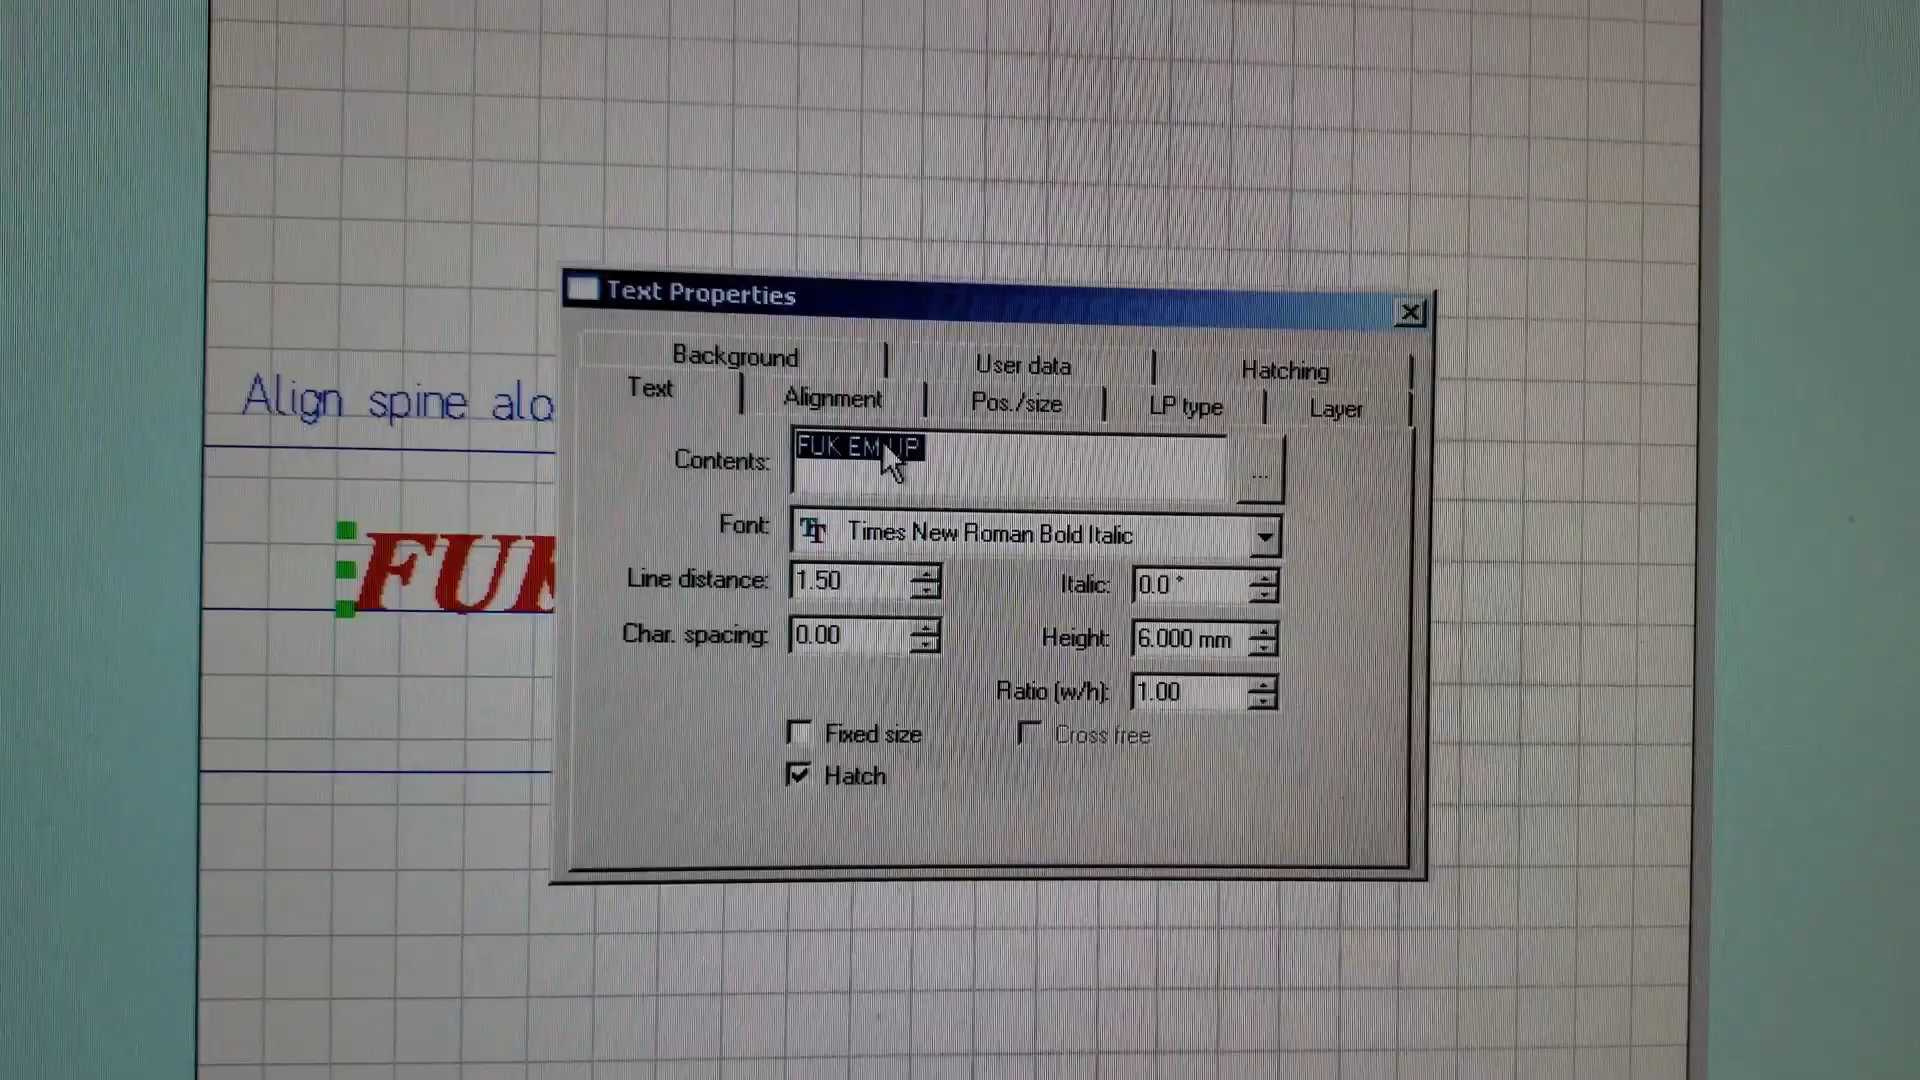 Text Properties
Background
User data
Hatching
Text
Alignment
Pos./size
LP type
Layer
Align spine alo
Contents: FUK EM UP ...
FUK
Font: Times New Roman Bold Italic
Line distance: 1.50
Italic: 0.0 °
Char. spacing: 0.00
Height: 6.000 mm
Ratio (w/h): 1.00
Fixed size
Cross free
Hatch